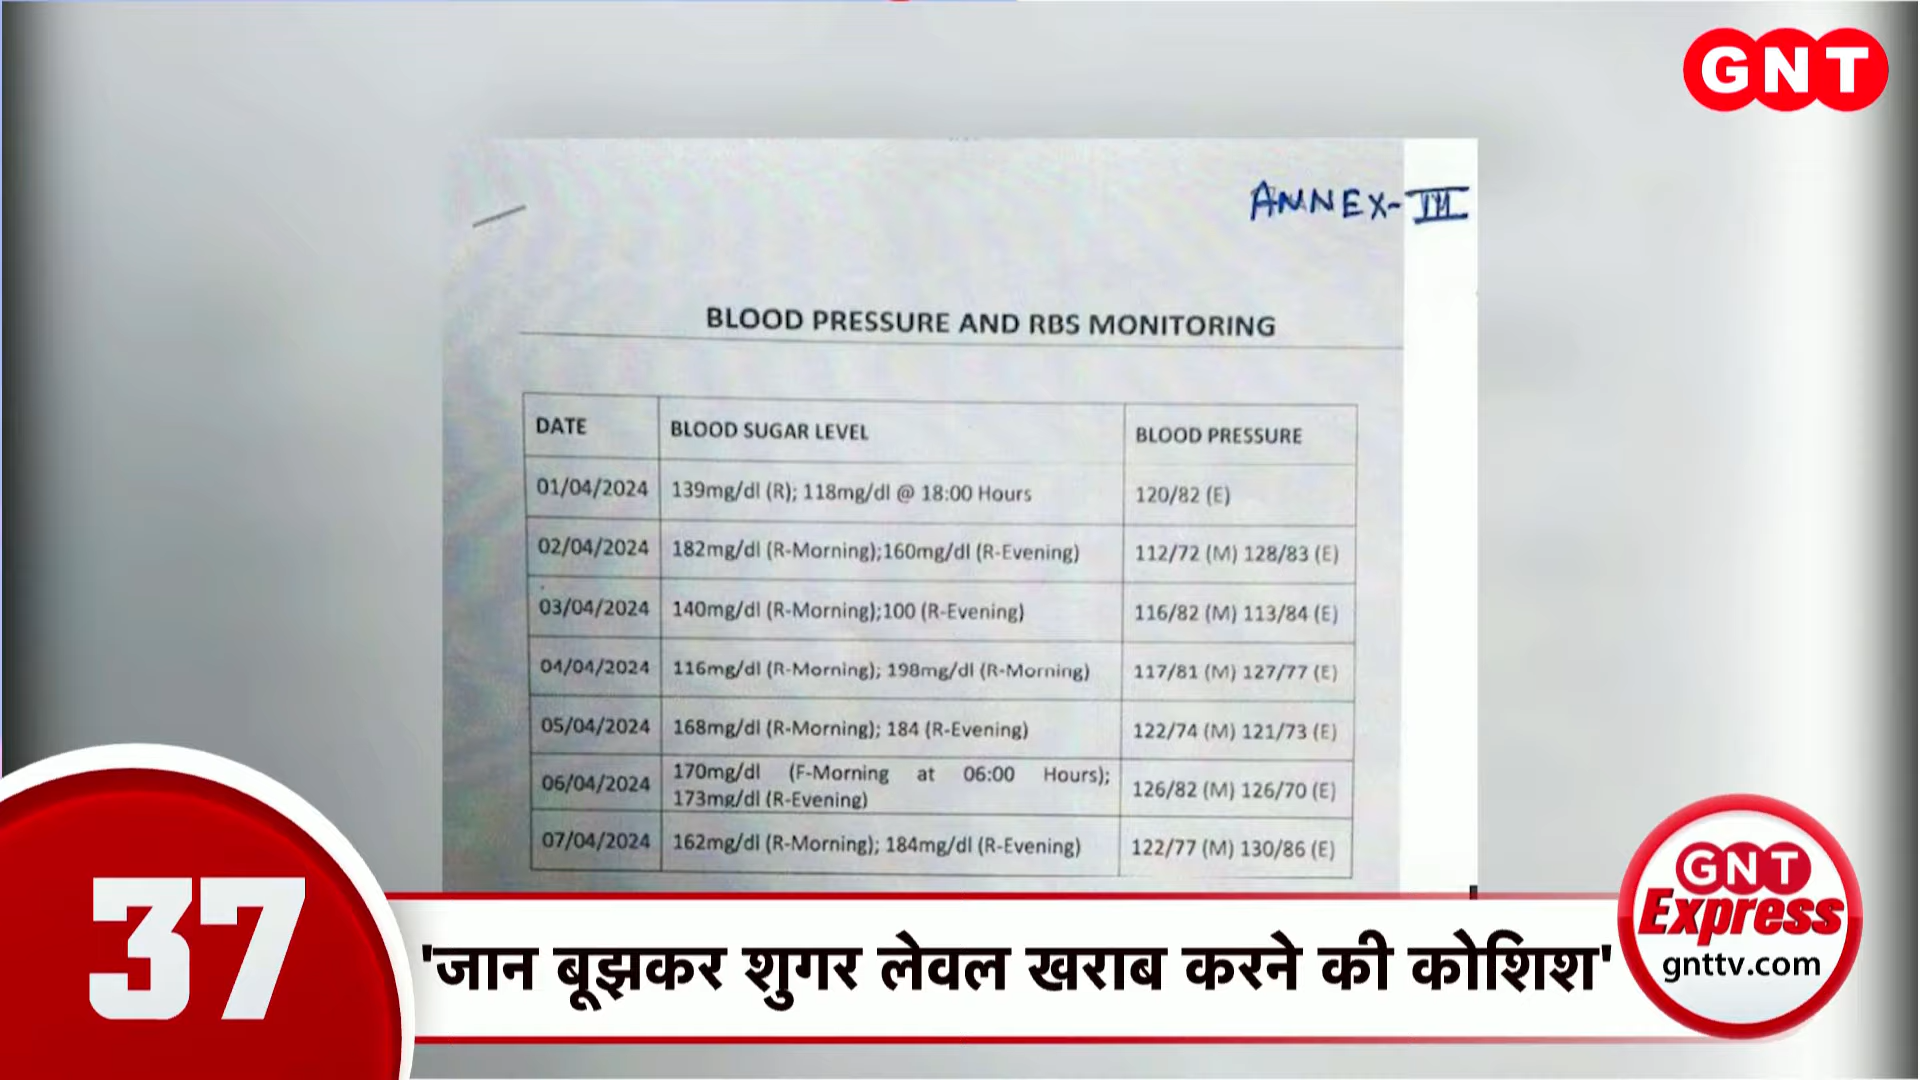 GNT
ANNEX-III
BLOOD PRESSURE AND RBS MONITORING
DATE BLOOD SUGAR LEVEL BLOOD PRESSURE
01/04/2024 139mg/dl (R); 118mg/dl @ 18:00 Hours 120/82 (E)
02/04/2024 182mg/dl (R-Morning);160mg/dl (R-Evening) 112/72 (M) 128/83 (E)
03/04/2024 140mg/dl (R-Morning);100 (R-Evening) 116/82 (M) 113/84 (E)
04/04/2024 116mg/dl (R-Morning); 198mg/dl (R-Morning) 117/81 (M) 127/77 (E)
05/04/2024 168mg/dl (R-Morning); 184 (R-Evening) 122/74 (M) 121/73 (E)
06/04/2024 170mg/dl (F-Morning at 06:00 Hours);
173mg/dl (R-Evening) 126/82 (M) 126/70 (E)
07/04/2024 162mg/dl (R-Morning); 184mg/dl (R-Evening) 122/77 (M) 130/86 (E)
37
'जान बूझकर शुगर लेवल खराब करने की कोशिश'
GNT
Express
gnttv.com